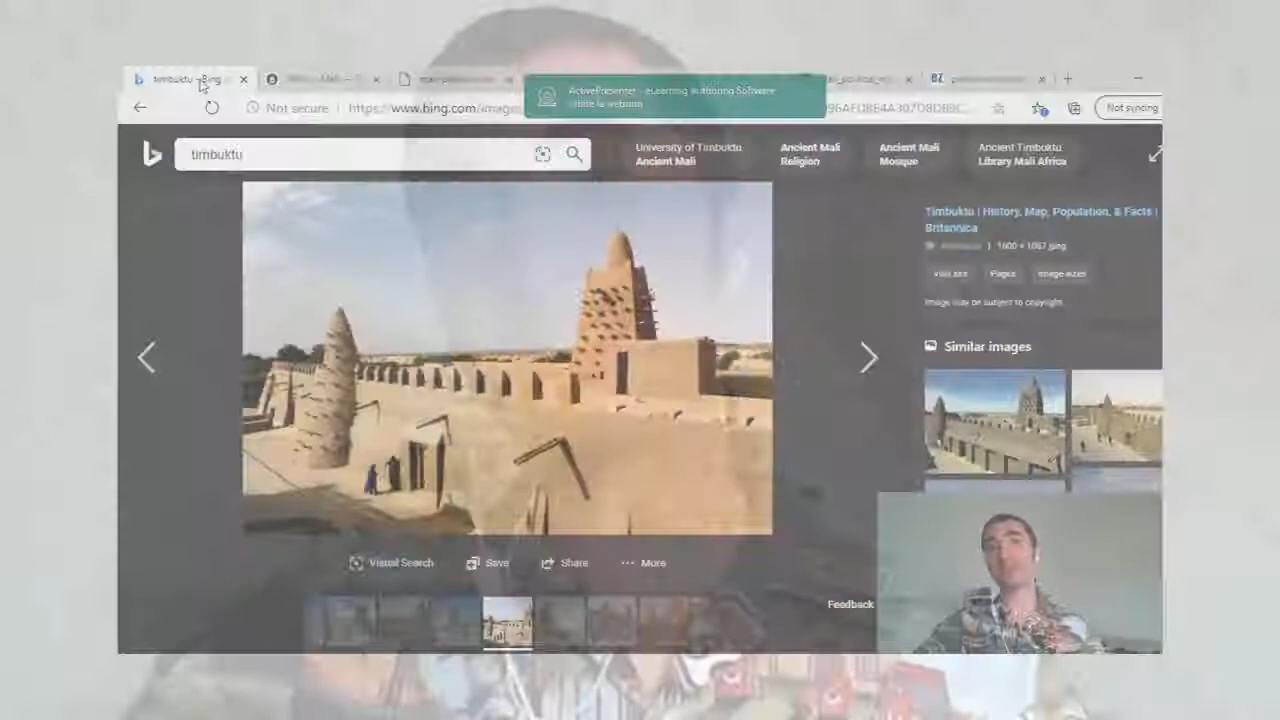 timbuktu - Bing
Not secure
https://www.bing.com/images
ActivePresenter - eLearning Authoring Software
96AFD8E4A307D8D89C...
Not syncing
timbuktu
University of Timbuktu
Ancient Mali
Ancient Mali
Religion
Ancient Mali
Mosque
Ancient Timbuktu
Library Mali Africa
Timbuktu | History, Map, Population, & Facts |
Britannica
1600 × 1067 jpeg
Visit site
Pages
Image sizes
Image may be subject to copyright.
Similar images
Visual Search
Save
Share
More
Feedback